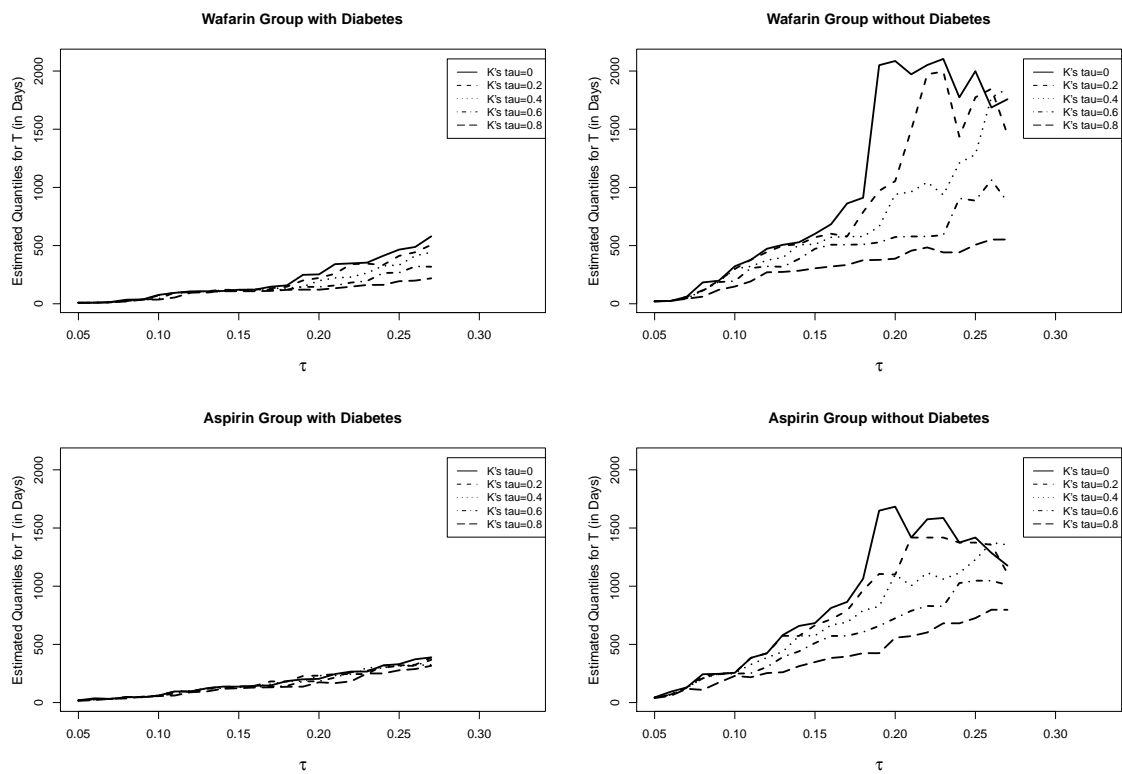 Wafarin Group with Diabetes
Estimated Quantiles for T (in Days)
0
500
1000
1500
2000
K's tau=0
K's tau=0.2
K's tau=0.4
K's tau=0.6
K's tau=0.8
0.05 0.10 0.15 0.20 0.25 0.30
τ
Wafarin Group without Diabetes
Estimated Quantiles for T (in Days)
0
500
1000
1500
2000
K's tau=0
K's tau=0.2
K's tau=0.4
K's tau=0.6
K's tau=0.8
0.05 0.10 0.15 0.20 0.25 0.30
τ
Aspirin Group with Diabetes
Estimated Quantiles for T (in Days)
0
500
1000
1500
2000
K's tau=0
K's tau=0.2
K's tau=0.4
K's tau=0.6
K's tau=0.8
0.05 0.10 0.15 0.20 0.25 0.30
τ
Aspirin Group without Diabetes
Estimated Quantiles for T (in Days)
0
500
1000
1500
2000
K's tau=0
K's tau=0.2
K's tau=0.4
K's tau=0.6
K's tau=0.8
0.05 0.10 0.15 0.20 0.25 0.30
τ